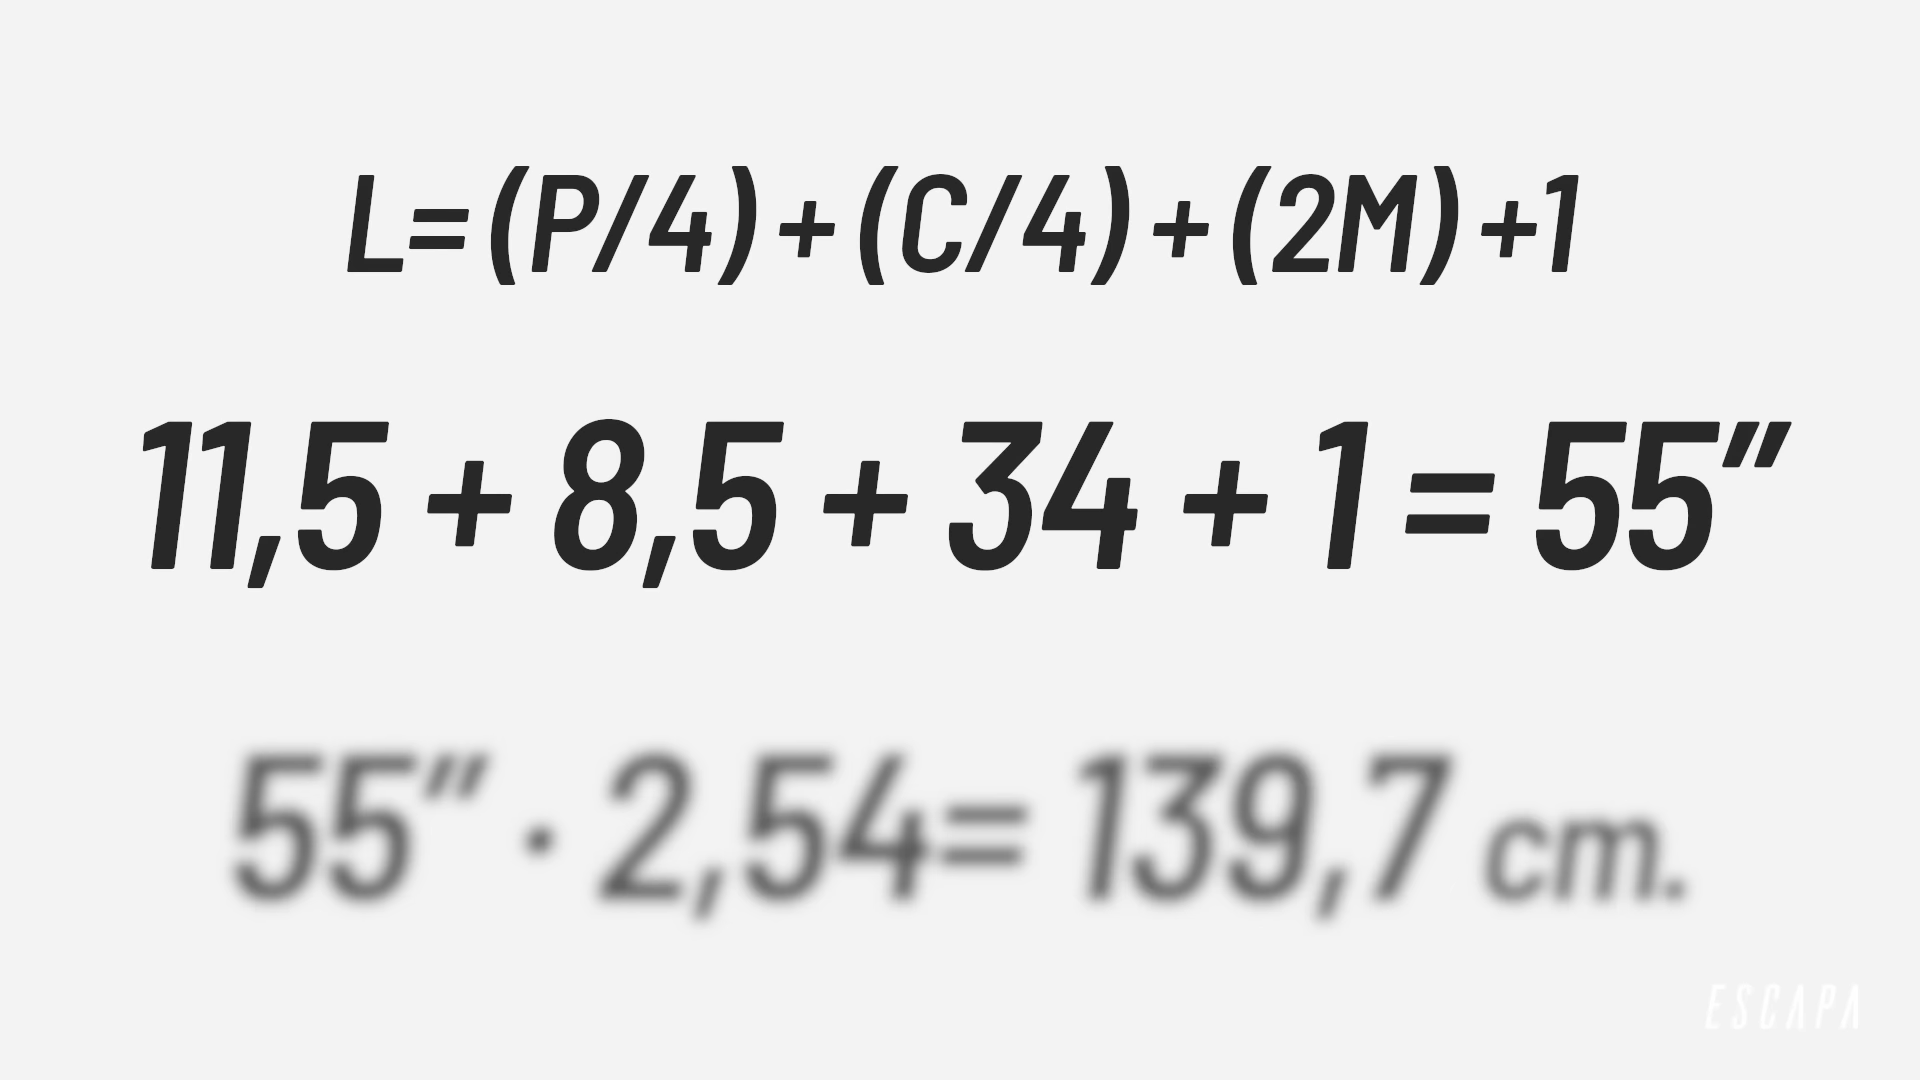 L= (P/4) + (C/4) + (2M) +1
11,5 + 8,5 + 34 + 1 = 55"
55" · 2,54= 139,7 cm.
ESCAPA